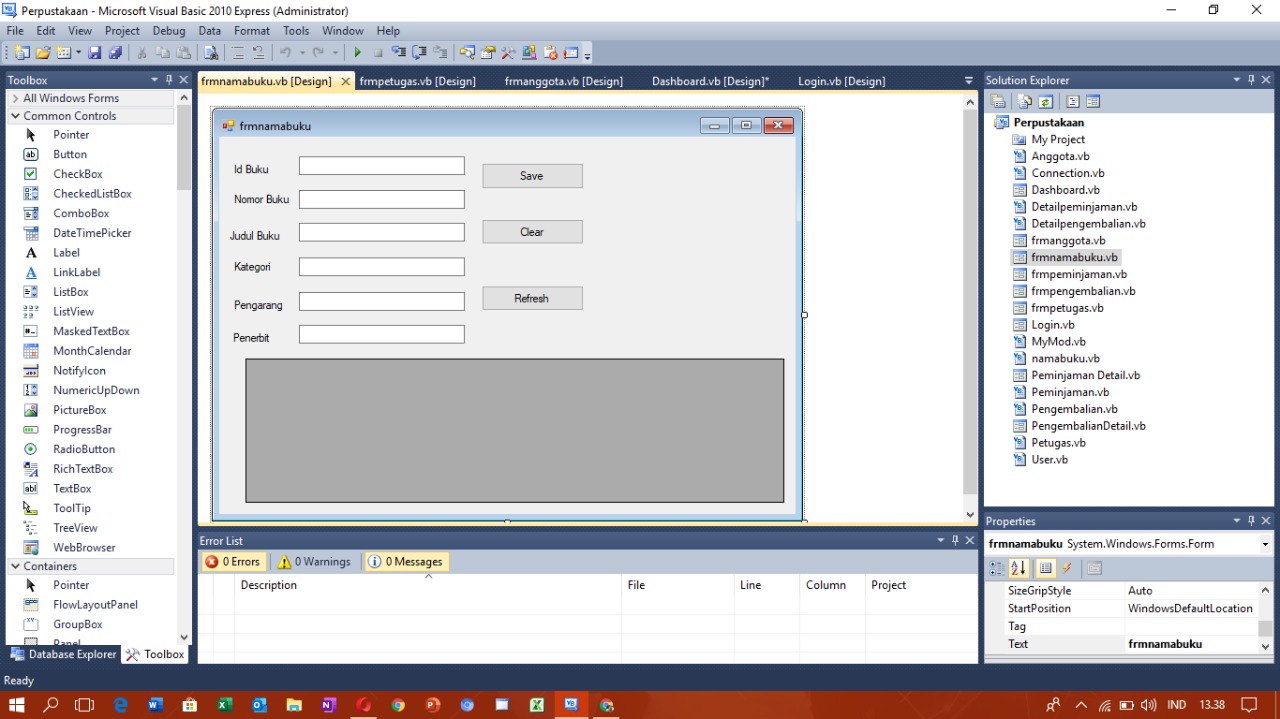 Perpustakaan - Microsoft Visual Basic 2010 Express (Administrator)
File Edit View Project Debug Data Format Tools Window Help
Toolbox
All Windows Forms
Common Controls
Pointer
Button
CheckBox
CheckedListBox
ComboBox
DateTimePicker
Label
LinkLabel
ListBox
ListView
MaskedTextBox
MonthCalendar
NotifyIcon
NumericUpDown
PictureBox
ProgressBar
RadioButton
RichTextBox
TextBox
ToolTip
TreeView
WebBrowser
Containers
Pointer
FlowLayoutPanel
GroupBox
Panel
Database Explorer Toolbox
frmnamabuku.vb [Design] frmpetugas.vb [Design] frmanggota.vb [Design] Dashboard.vb [Design]* Login.vb [Design]
frmnamabuku
Id Buku
Save
Nomor Buku
Judul Buku
Clear
Kategori
Pengarang
Refresh
Penerbit
Error List
0 Errors 0 Warnings 0 Messages
Description File Line Column Project
Solution Explorer
Perpustakaan
My Project
Anggota.vb
Connection.vb
Dashboard.vb
Detailpeminjaman.vb
Detailpengembalian.vb
frmanggota.vb
frmnamabuku.vb
frmpeminjaman.vb
frmpengembalian.vb
frmpetugas.vb
Login.vb
MyMod.vb
namabuku.vb
Peminjaman Detail.vb
Peminjaman.vb
Pengembalian.vb
PengembalianDetail.vb
Petugas.vb
User.vb
Properties
frmnamabuku System.Windows.Forms.Form
SizeGripStyle Auto
StartPosition WindowsDefaultLocation
Tag
Text frmnamabuku
Ready
IND 13.38